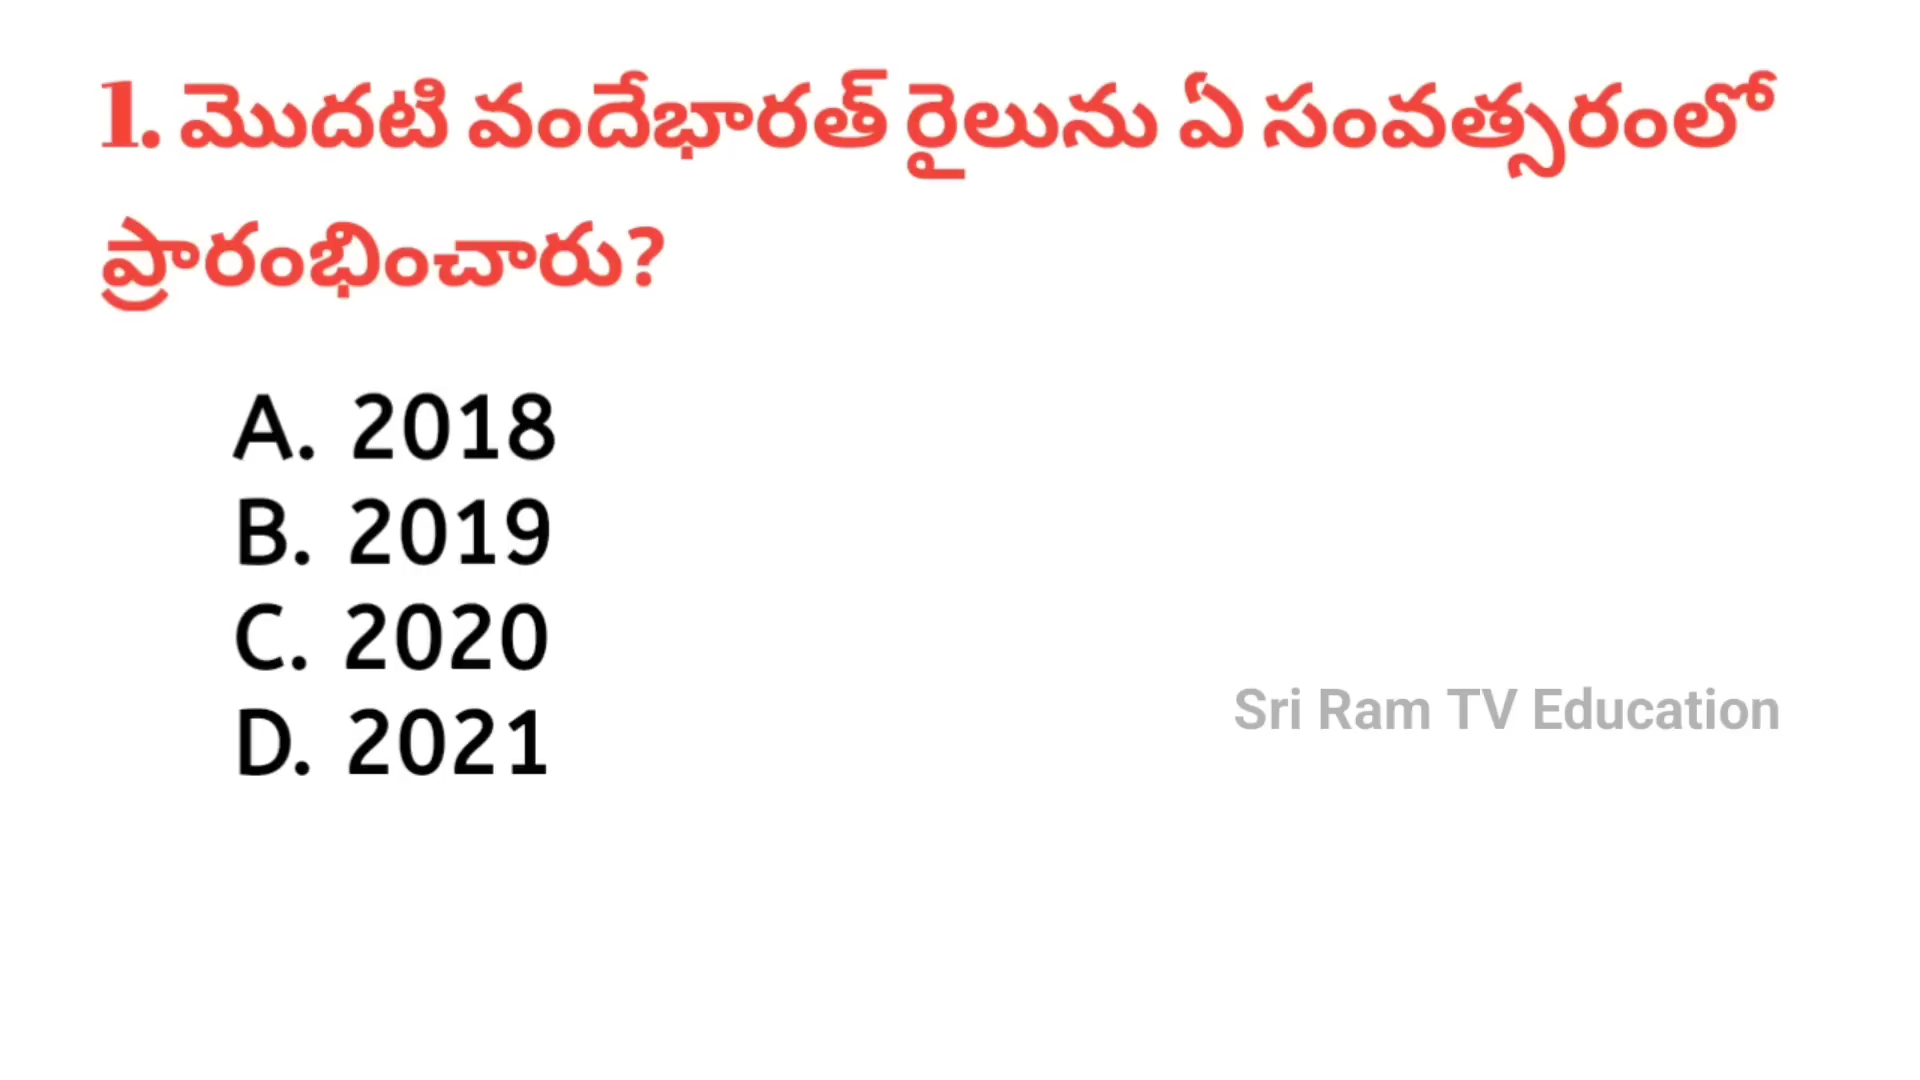 1. మొదటి వందేభారత్ రైలును ఏ సంవత్సరంలో
ప్రారంభించారు?
A. 2018
B. 2019
C. 2020
D. 2021
Sri Ram TV Education